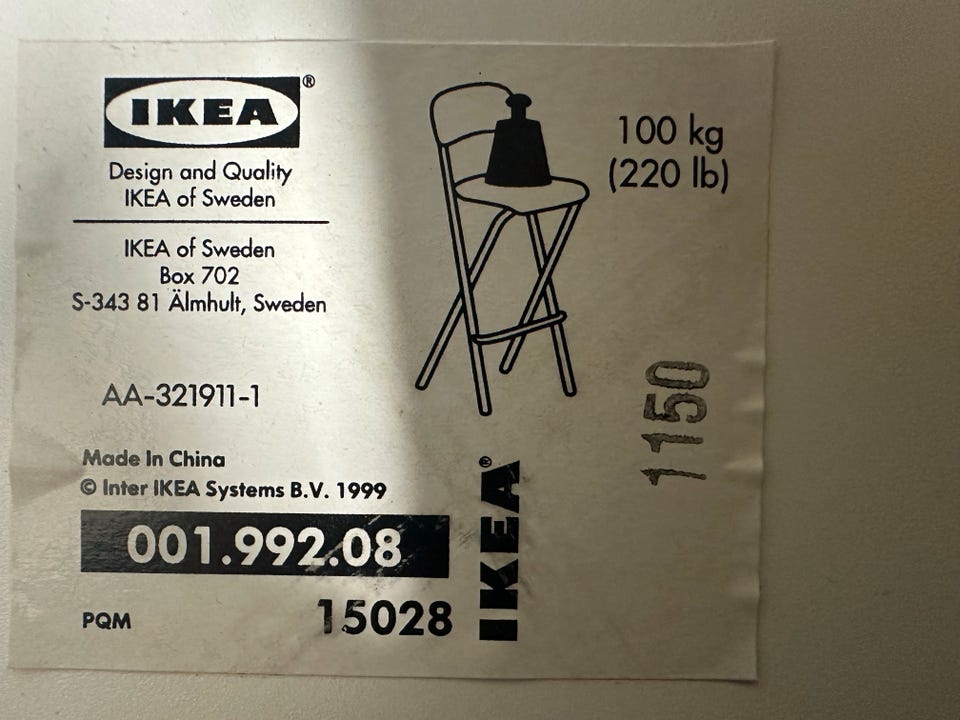 IKEA®
Design and Quality
IKEA of Sweden
IKEA of Sweden
Box 702
S-343 81 Älmhult, Sweden
100 kg
(220 lb)
AA-321911-1
Made In China
© Inter IKEA Systems B.V. 1999
001.992.08
PQM
15028
IKEA®
1150